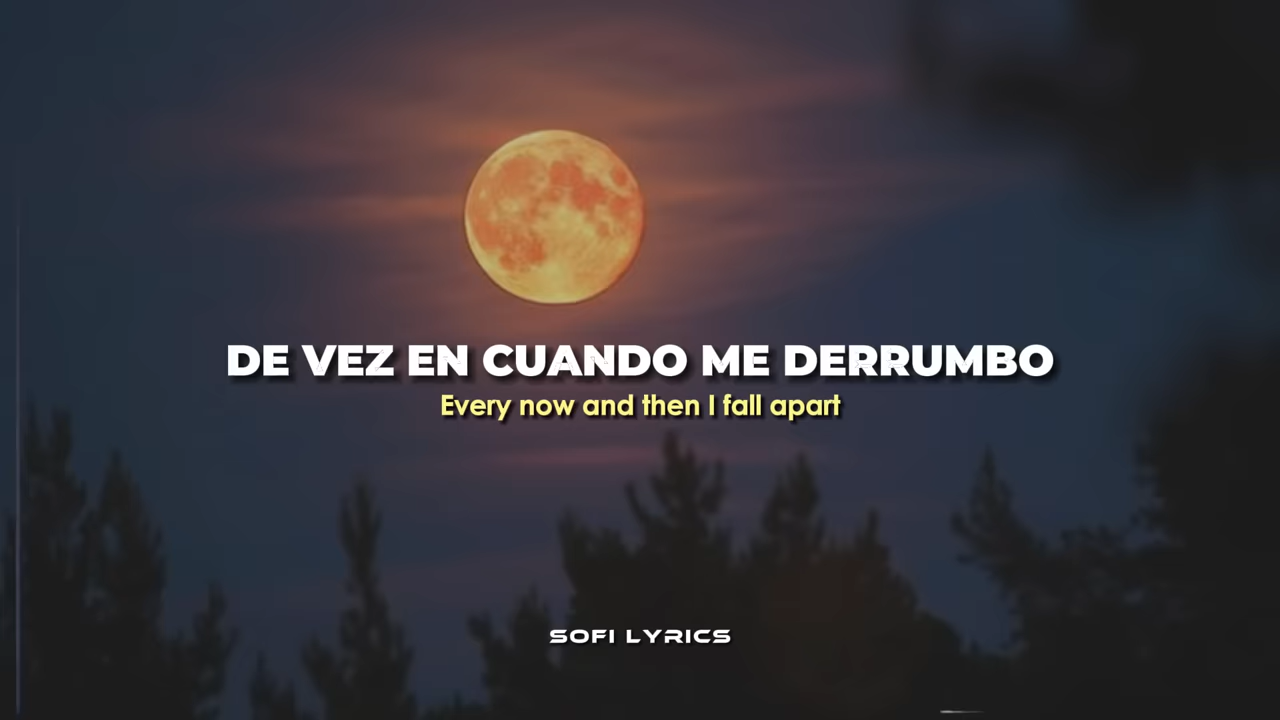 DE VEZ EN CUANDO ME DERRUMBO
Every now and then I fall apart
SOFI LYRICS